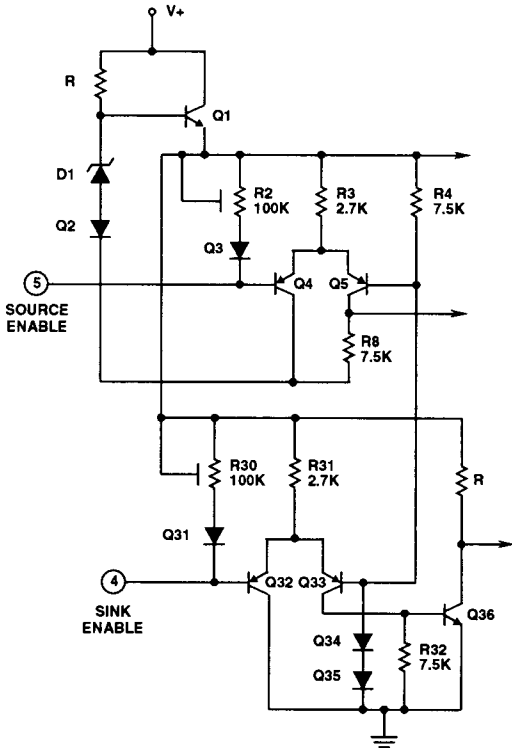 V+
R
Q1
D1
R2
100K
R3
2.7K
R4
7.5K
Q2
Q3
5
Q4
Q5
SOURCE
ENABLE
R8
7.5K
R30
100K
R31
2.7K
R
Q31
4
Q32
Q33
SINK
ENABLE
Q36
Q34
R32
7.5K
Q35